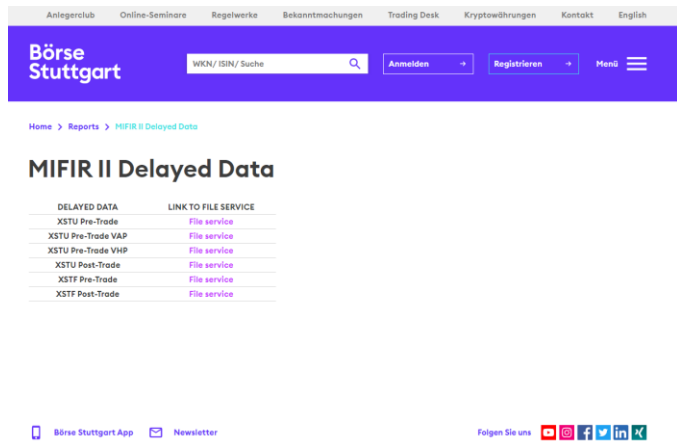 Anlegerclub Online-Seminare Regelwerke Bekanntmachungen Trading Desk Kryptowährungen Kontakt English
Börse
Stuttgart
WKN/ ISIN/ Suche
Anmelden →
Registrieren →
Menü
Home > Reports > MIFIR II Delayed Data
MIFIR II Delayed Data
DELAYED DATA LINK TO FILE SERVICE
XSTU Pre-Trade File service
XSTU Pre-Trade VAP File service
XSTU Pre-Trade VHP File service
XSTU Post-Trade File service
XSTF Pre-Trade File service
XSTF Post-Trade File service
Börse Stuttgart App Newsletter Folgen Sie uns